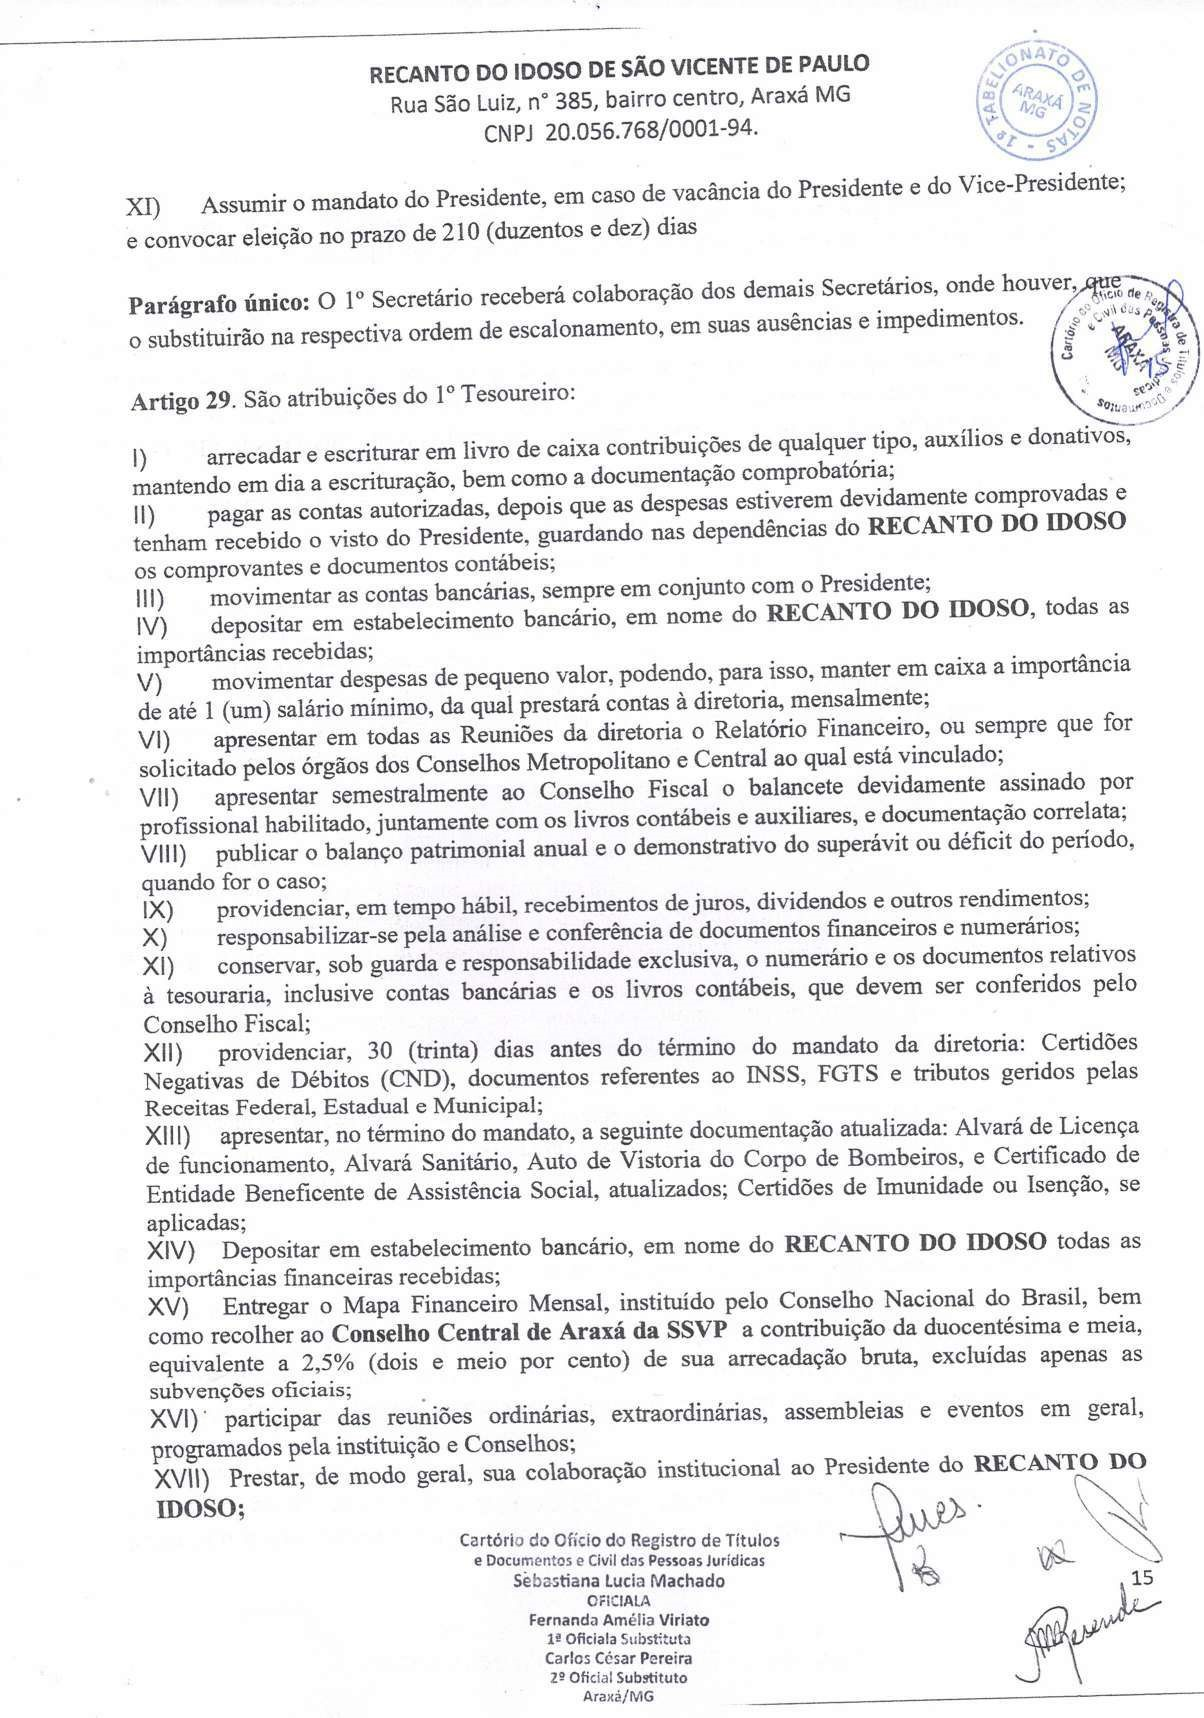 RECANTO DO IDOSO DE SÃO VICENTE DE PAULO
Rua São Luiz, n° 385, bairro centro, Araxá MG
CNPJ 20.056.768/0001-94.
1º TABELIONATO DE NOTAS -
ARAXÁ
MG
XI) Assumir o mandato do Presidente, em caso de vacância do Presidente e do Vice-Presidente;
e convocar eleição no prazo de 210 (duzentos e dez) dias
Parágrafo único: O 1º Secretário receberá colaboração dos demais Secretários, onde houver, que
o substituirão na respectiva ordem de escalonamento, em suas ausências e impedimentos.
Cartório do Ofício de Registro de Títulos e Documentos
e Civil das Pessoas Jurídicas
ARAXÁ
MG
15
Artigo 29. São atribuições do 1º Tesoureiro:
I) arrecadar e escriturar em livro de caixa contribuições de qualquer tipo, auxílios e donativos,
mantendo em dia a escrituração, bem como a documentação comprobatória;
II) pagar as contas autorizadas, depois que as despesas estiverem devidamente comprovadas e
tenham recebido o visto do Presidente, guardando nas dependências do RECANTO DO IDOSO
os comprovantes e documentos contábeis;
III) movimentar as contas bancárias, sempre em conjunto com o Presidente;
IV) depositar em estabelecimento bancário, em nome do RECANTO DO IDOSO, todas as
importâncias recebidas;
V) movimentar despesas de pequeno valor, podendo, para isso, manter em caixa a importância
de até 1 (um) salário mínimo, da qual prestará contas à diretoria, mensalmente;
VI) apresentar em todas as Reuniões da diretoria o Relatório Financeiro, ou sempre que for
solicitado pelos órgãos dos Conselhos Metropolitano e Central ao qual está vinculado;
VII) apresentar semestralmente ao Conselho Fiscal o balancete devidamente assinado por
profissional habilitado, juntamente com os livros contábeis e auxiliares, e documentação correlata;
VIII) publicar o balanço patrimonial anual e o demonstrativo do superávit ou déficit do período,
quando for o caso;
IX) providenciar, em tempo hábil, recebimentos de juros, dividendos e outros rendimentos;
X) responsabilizar-se pela análise e conferência de documentos financeiros e numerários;
XI) conservar, sob guarda e responsabilidade exclusiva, o numerário e os documentos relativos
à tesouraria, inclusive contas bancárias e os livros contábeis, que devem ser conferidos pelo
Conselho Fiscal;
XII) providenciar, 30 (trinta) dias antes do término do mandato da diretoria: Certidões
Negativas de Débitos (CND), documentos referentes ao INSS, FGTS e tributos geridos pelas
Receitas Federal, Estadual e Municipal;
XIII) apresentar, no término do mandato, a seguinte documentação atualizada: Alvará de Licença
de funcionamento, Alvará Sanitário, Auto de Vistoria do Corpo de Bombeiros, e Certificado de
Entidade Beneficente de Assistência Social, atualizados; Certidões de Imunidade ou Isenção, se
aplicadas;
XIV) Depositar em estabelecimento bancário, em nome do RECANTO DO IDOSO todas as
importâncias financeiras recebidas;
XV) Entregar o Mapa Financeiro Mensal, instituído pelo Conselho Nacional do Brasil, bem
como recolher ao Conselho Central de Araxá da SSVP a contribuição da duocentésima e meia,
equivalente a 2,5% (dois e meio por cento) de sua arrecadação bruta, excluídas apenas as
subvenções oficiais;
XVI) participar das reuniões ordinárias, extraordinárias, assembleias e eventos em geral,
programados pela instituição e Conselhos;
XVII) Prestar, de modo geral, sua colaboração institucional ao Presidente do RECANTO DO
IDOSO;
Cartório do Ofício do Registro de Títulos
e Documentos e Civil das Pessoas Jurídicas
Sebastiana Lucia Machado
OFICIALA
Fernanda Amélia Viriato
1ª Oficiala Substituta
Carlos César Pereira
2º Oficial Substituto
Araxá/MG
15
Resende